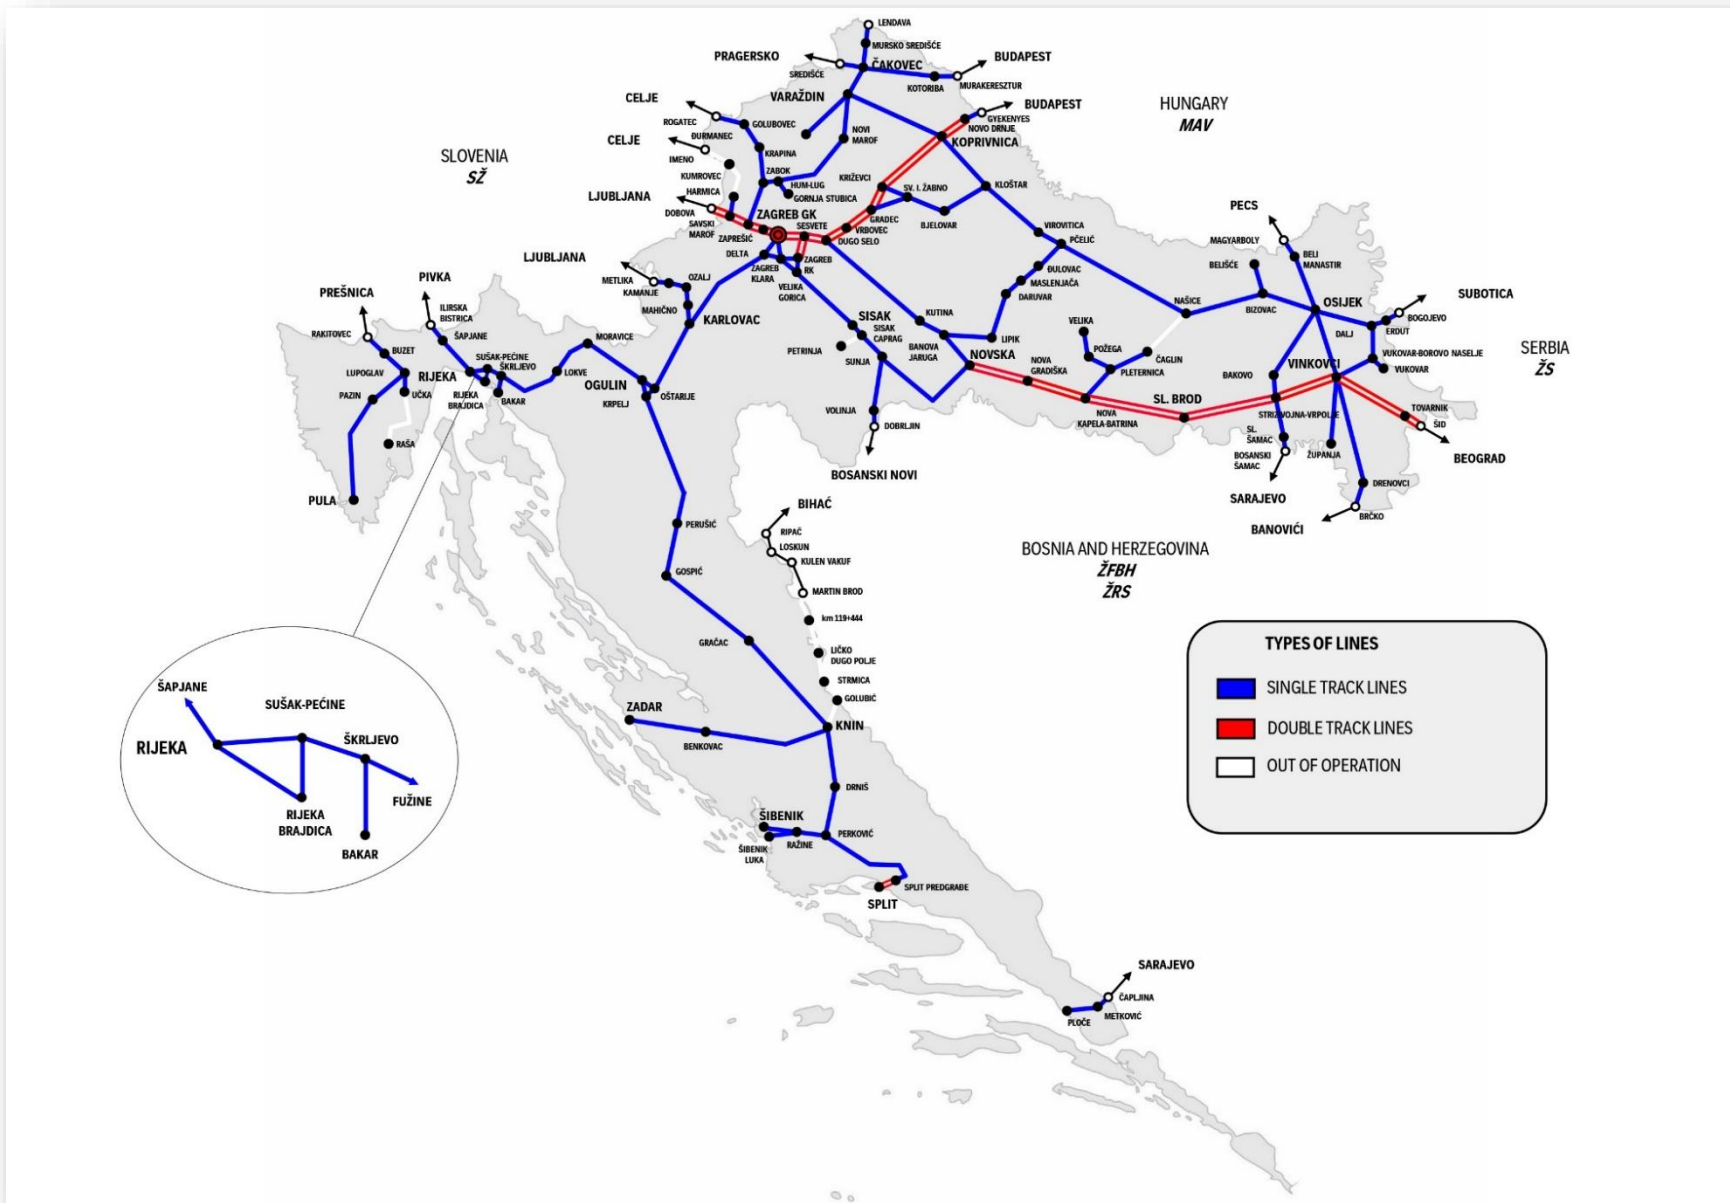 LENDAVA
MURSKO SREDIŠĆE
PRAGERSKO
BUDAPEST
SREDIŠĆE
ČAKOVEC
KOTORIBA
MURAKERESZTUR
CELJE
VARAŽDIN
BUDAPEST
HUNGARY
MAV
ROGATEC
GOLUBOVEC
GYEKENYES
NOVO DRNJE
ĐURMANEC
NOVI
MAROF
KOPRIVNICA
CELJE
SLOVENIA
SŽ
IMENO
KRAPINA
KUMROVEC
ZABOK
KRIŽEVCI
HUM-LUG
SV. I. ŽABNO
KLOŠTAR
HARMICA
GORNJA STUBICA
LJUBLJANA
DOBOVA
ZAGREB GK
GRADEC
BJELOVAR
PECS
SAVSKI
MAROF
SESVETE
VRBOVEC
VIROVITICA
ZAPREŠIĆ
DUGO SELO
PČELIĆ
MAGYARBOLY
DELTA
ZAGREB
KLARA
ZAGREB
RK
BELI
MANASTIR
BELIŠĆE
LJUBLJANA
ĐULOVAC
MASLENJAČA
PIVKA
METLIKA
OZALJ
KAMANJE
VELIKA
GORICA
DARUVAR
PREŠNICA
NAŠICE
OSIJEK
SUBOTICA
ILIRSKA
BISTRICA
MAHIČNO
KARLOVAC
SISAK
KUTINA
BIZOVAC
BOGOJEVO
RAKITOVEC
ŠAPJANE
MORAVICE
SISAK
CAPRAG
VELIKA
DALJ
ERDUT
BUZET
PETRINJA
SUNJA
BANOVA
JARUGA
LIPIK
POŽEGA
ČAGLIN
SERBIA
ŽS
SUŠAK-PEĆINE
ŠKRLJEVO
NOVSKA
NOVA
GRADIŠKA
VUKOVAR-BOROVO NASELJE
LUPOGLAV
RIJEKA
LOKVE
PLETERNICA
ĐAKOVO
VINKOVCI
VUKOVAR
OGULIN
PAZIN
UČKA
RIJEKA
BRAJDICA
BAKAR
KRPELJ
OŠTARIJE
SL. BROD
VOLINJA
NOVA
KAPELA-BATRINA
STRIZIVOJNA-VRPOLJE
TOVARNIK
ŠID
RAŠA
DOBRLJIN
SL.
ŠAMAC
BOSANSKI
ŠAMAC
ŽUPANJA
BEOGRAD
BOSANSKI NOVI
DRENOVCI
PULA
SARAJEVO
BRČKO
BANOVIĆI
BIHAĆ
PERUŠIĆ
RIPAČ
LOSKUN
BOSNIA AND HERZEGOVINA
ŽFBH
ŽRS
KULEN VAKUF
GOSPIĆ
MARTIN BROD
km 119+444
GRAČAC
LIČKO
DUGO POLJE
STRMICA
GOLUBIĆ
ZADAR
KNIN
BENKOVAC
DRNIŠ
ŠIBENIK
PERKOVIĆ
RAŽINE
ŠIBENIK
LUKA
SPLIT PREDGRAĐE
SPLIT
SARAJEVO
ČAPLJINA
METKOVIĆ
PLOČE
TYPES OF LINES
SINGLE TRACK LINES
DOUBLE TRACK LINES
OUT OF OPERATION
ŠAPJANE
SUŠAK-PEĆINE
RIJEKA
ŠKRLJEVO
FUŽINE
RIJEKA
BRAJDICA
BAKAR